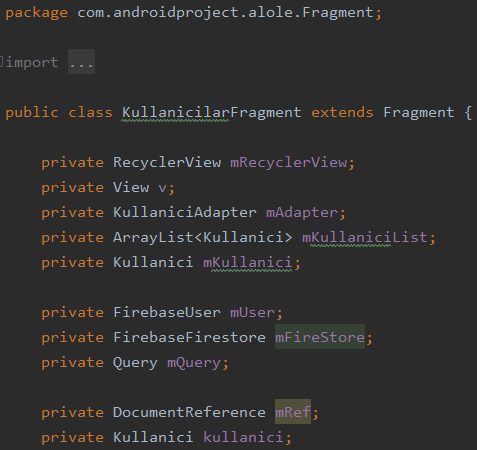 package com.androidproject.alole.Fragment;
import ...
public class KullanicilarFragment extends Fragment {
private RecyclerView mRecyclerView;
private View v;
private KullaniciAdapter mAdapter;
private ArrayList<Kullanici> mKullaniciList;
private Kullanici mKullanici;
private FirebaseUser mUser;
private FirebaseFirestore mFireStore;
private Query mQuery;
private DocumentReference mRef;
private Kullanici kullanici;